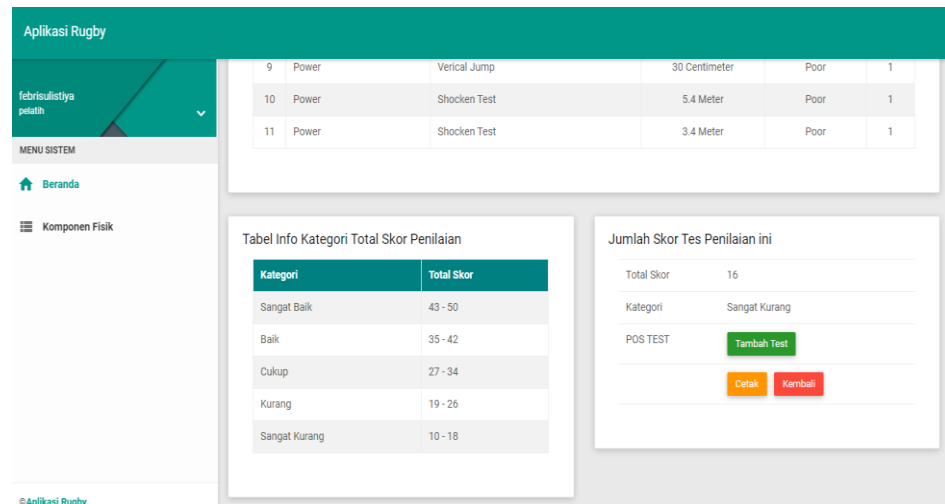 Aplikasi Rugby
febrisulistiya
pelatih
MENU SISTEM
Beranda
Komponen Fisik
©Aplikasi Rugby
9 Power Verical Jump 30 Centimeter Poor 1
10 Power Shocken Test 5.4 Meter Poor 1
11 Power Shocken Test 3.4 Meter Poor 1
Tabel Info Kategori Total Skor Penilaian
Kategori Total Skor
Sangat Baik 43 - 50
Baik 35 - 42
Cukup 27 - 34
Kurang 19 - 26
Sangat Kurang 10 - 18
Jumlah Skor Tes Penilaian ini
Total Skor 16
Kategori Sangat Kurang
POS TEST Tambah Test
Cetak Kembali